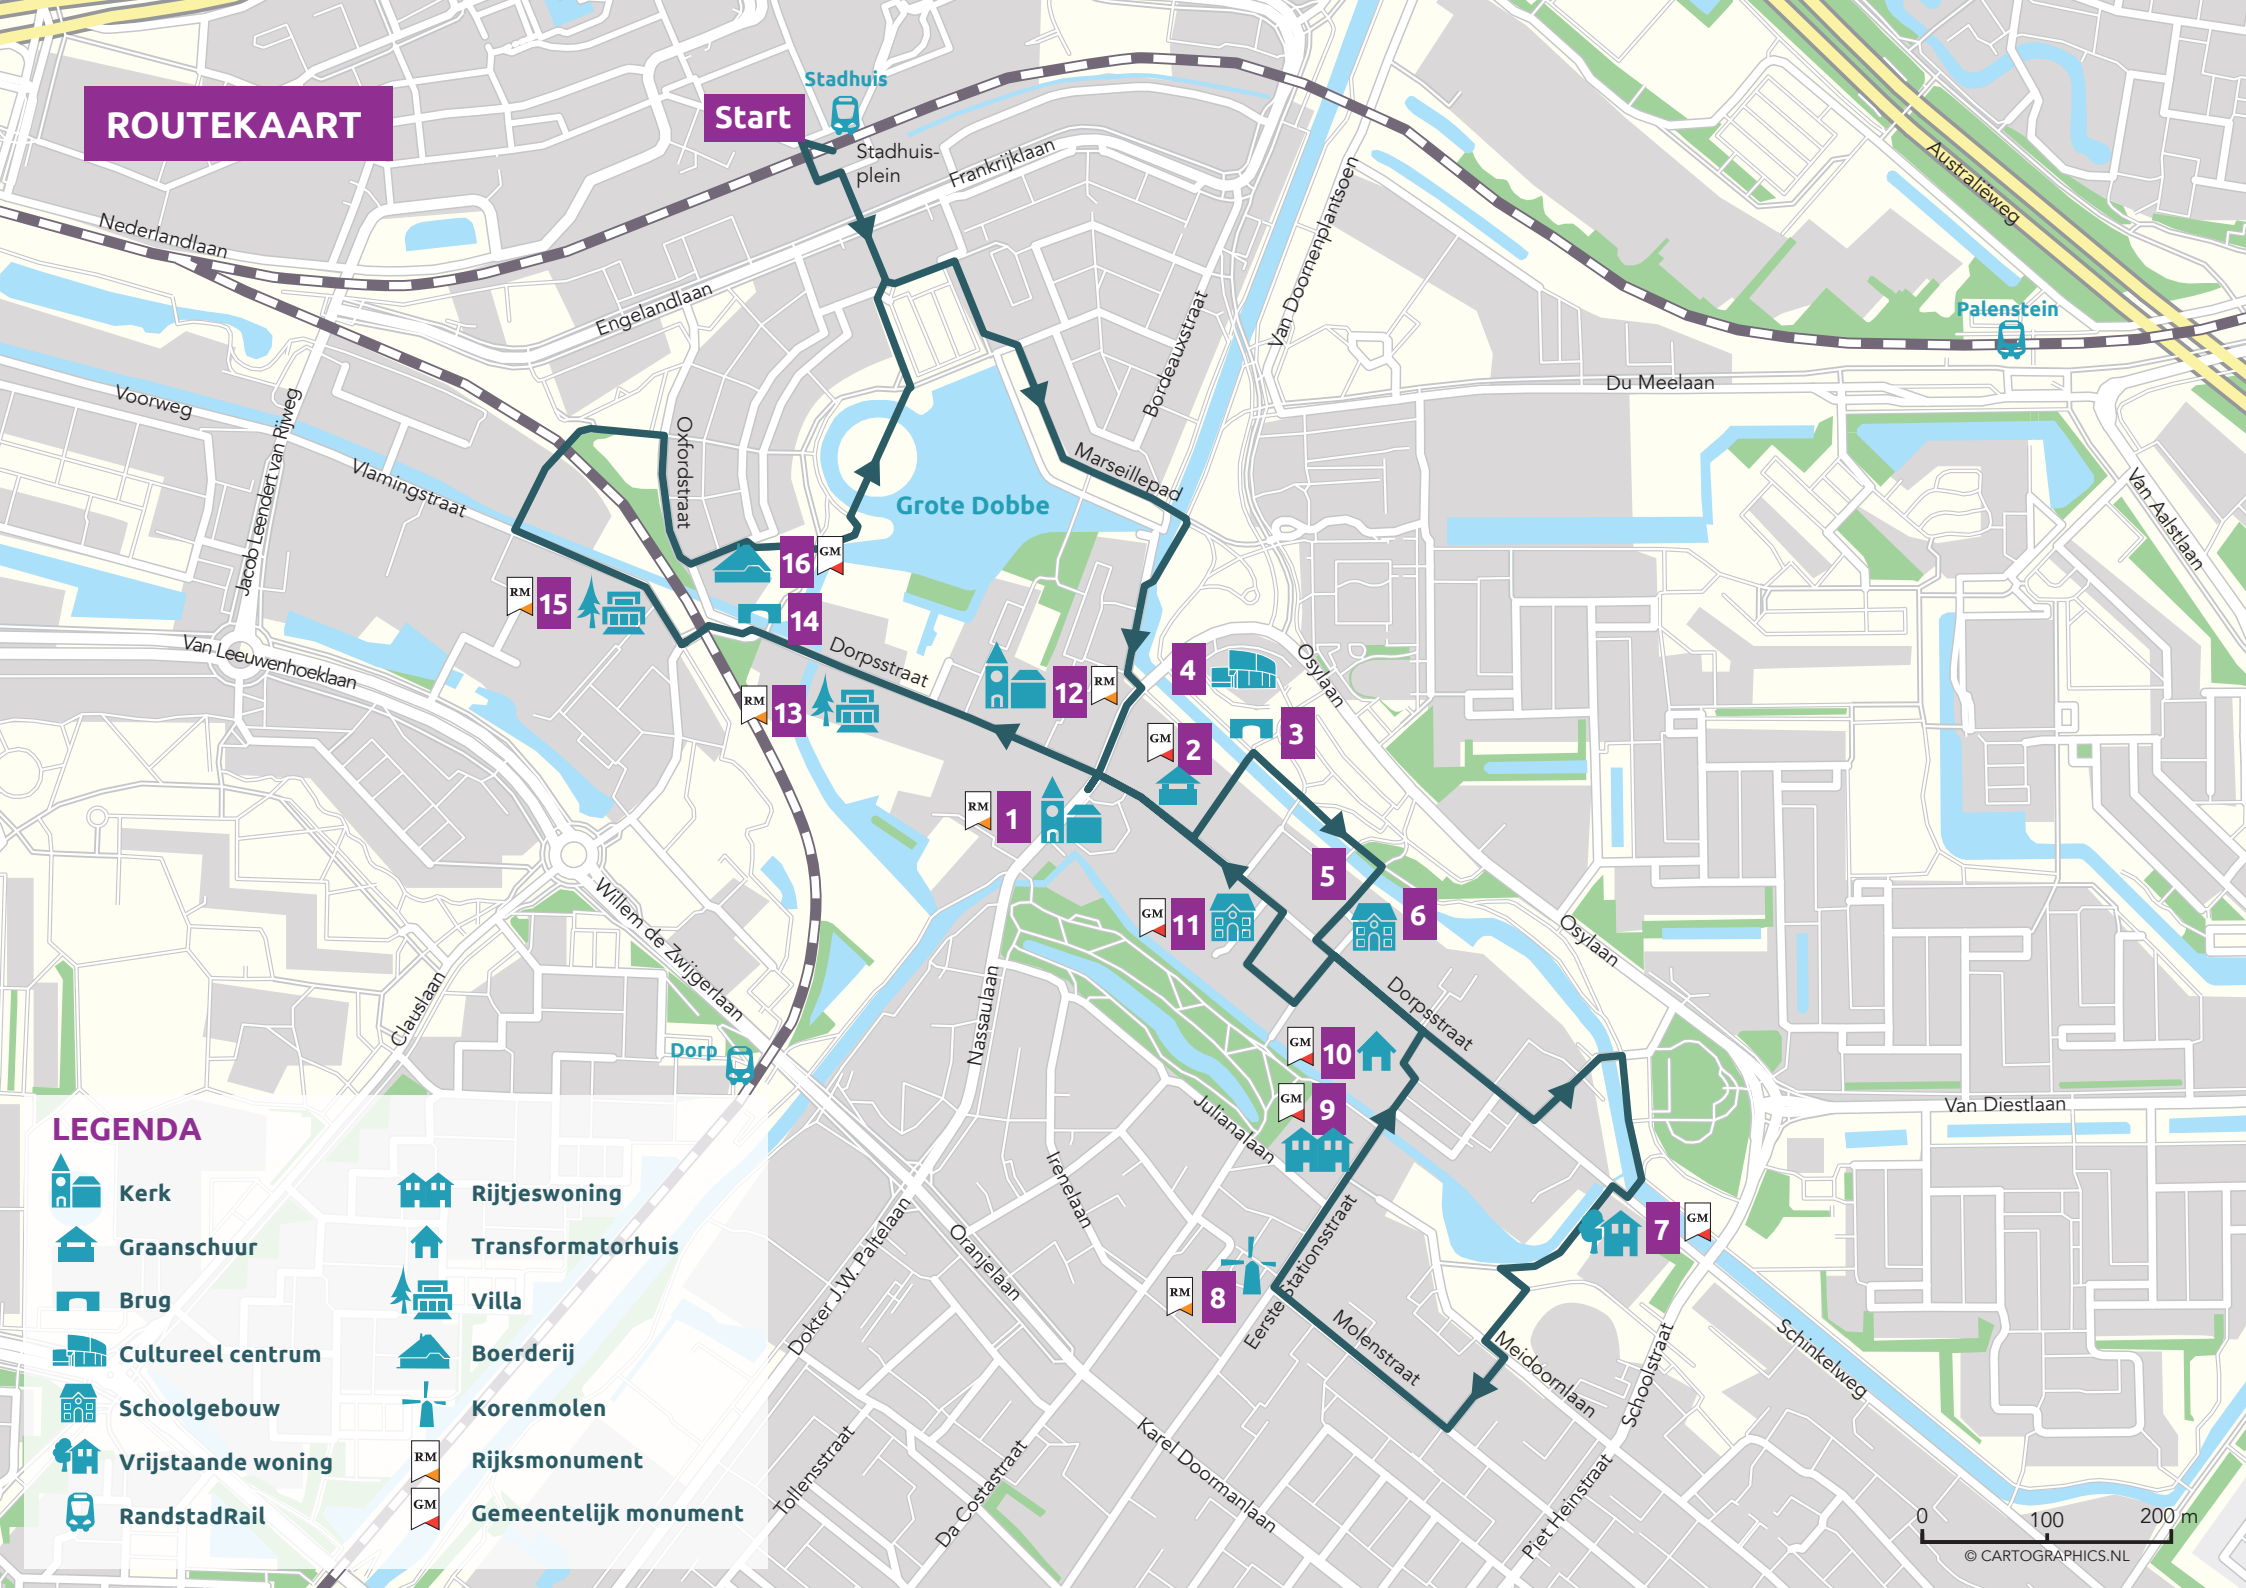 ROUTEKAART
Start
Stadhuis
Stadhuis-
plein
Frankrijklaan
Nederlandlaan
Engelandlaan
Voorweg
Vlamingstraat
Jacob Leendert van Rijweg
Oxfordstraat
Bordeauxstraat
Van Doornenplantsoen
Marseillepad
Grote Dobbe
Australiëweg
Palenstein
Du Meelaan
Van Aalstlaan
16
GM
RM
15
14
Dorpsstraat
Van Leeuwenhoeklaan
RM
13
12
RM
4
Osylaan
GM
2
3
RM
1
5
6
GM
11
Willem de Zwijgerlaan
Clauslaan
Nassaulaan
Osylaan
Dorpsstraat
Dorp
GM
10
GM
9
Julianalaan
Irenelaan
Van Diestlaan
7
GM
RM
8
Eerste Stationsstraat
Molenstraat
Meidoornlaan
Schoolstraat
Schinkelweg
Dokter J.W. Paltelaan
Oranjelaan
Karel Doormanlaan
Tollensstraat
Da Costastraat
Piet Heinstraat
LEGENDA
Kerk
Graanschuur
Brug
Cultureel centrum
Schoolgebouw
Vrijstaande woning
RandstadRail
Rijtjeswoning
Transformatorhuis
Villa
Boerderij
Korenmolen
RM
Rijksmonument
GM
Gemeentelijk monument
0 100 200 m
© CARTOGRAPHICS.NL